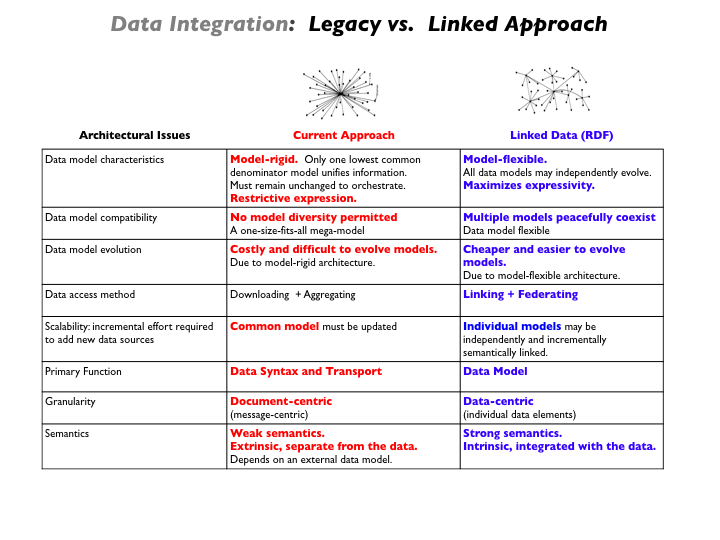 Data Integration:  Legacy vs.  Linked Approach
Architectural Issues
Current Approach
Linked Data (RDF)
Data model characteristics
Model-rigid.  Only one lowest common
denominator model unifies information.
Must remain unchanged to orchestrate.
Restrictive expression.
Model-flexible.
All data models may independently evolve.
Maximizes expressivity.
Data model compatibility
No model diversity permitted
A one-size-fits-all mega-model
Multiple models peacefully coexist
Data model flexible
Data model evolution
Costly and difficult to evolve models.
Due to model-rigid architecture.
Cheaper and easier to evolve
models.
Due to model-flexible architecture.
Data access method
Downloading  + Aggregating
Linking + Federating
Scalability: incremental effort required
to add new data sources
Common model must be updated
Individual models may be
independently and incrementally
semantically linked.
Primary Function
Data Syntax and Transport
Data Model
Granularity
Document-centric
(message-centric)
Data-centric
(individual data elements)
Semantics
Weak semantics.
Extrinsic, separate from the data.
Depends on an external data model.
Strong semantics.
Intrinsic, integrated with the data.